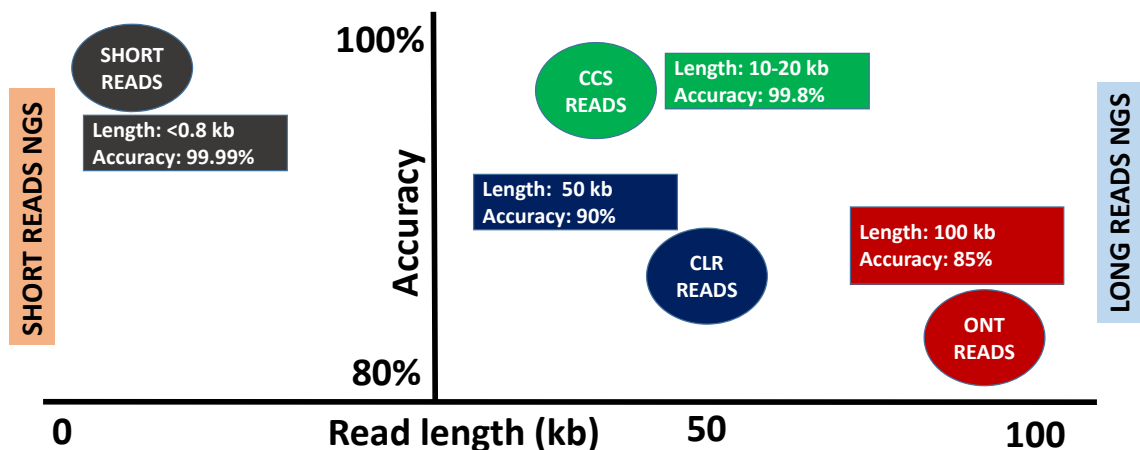 SHORT READS NGS
SHORT
READS
Length: <0.8 kb
Accuracy: 99.99%
100%
Accuracy
80%
CCS
READS
Length: 10-20 kb
Accuracy: 99.8%
Length:  50 kb
Accuracy: 90%
CLR
READS
Length: 100 kb
Accuracy: 85%
ONT
READS
LONG READS NGS
0
Read length (kb)
50
100